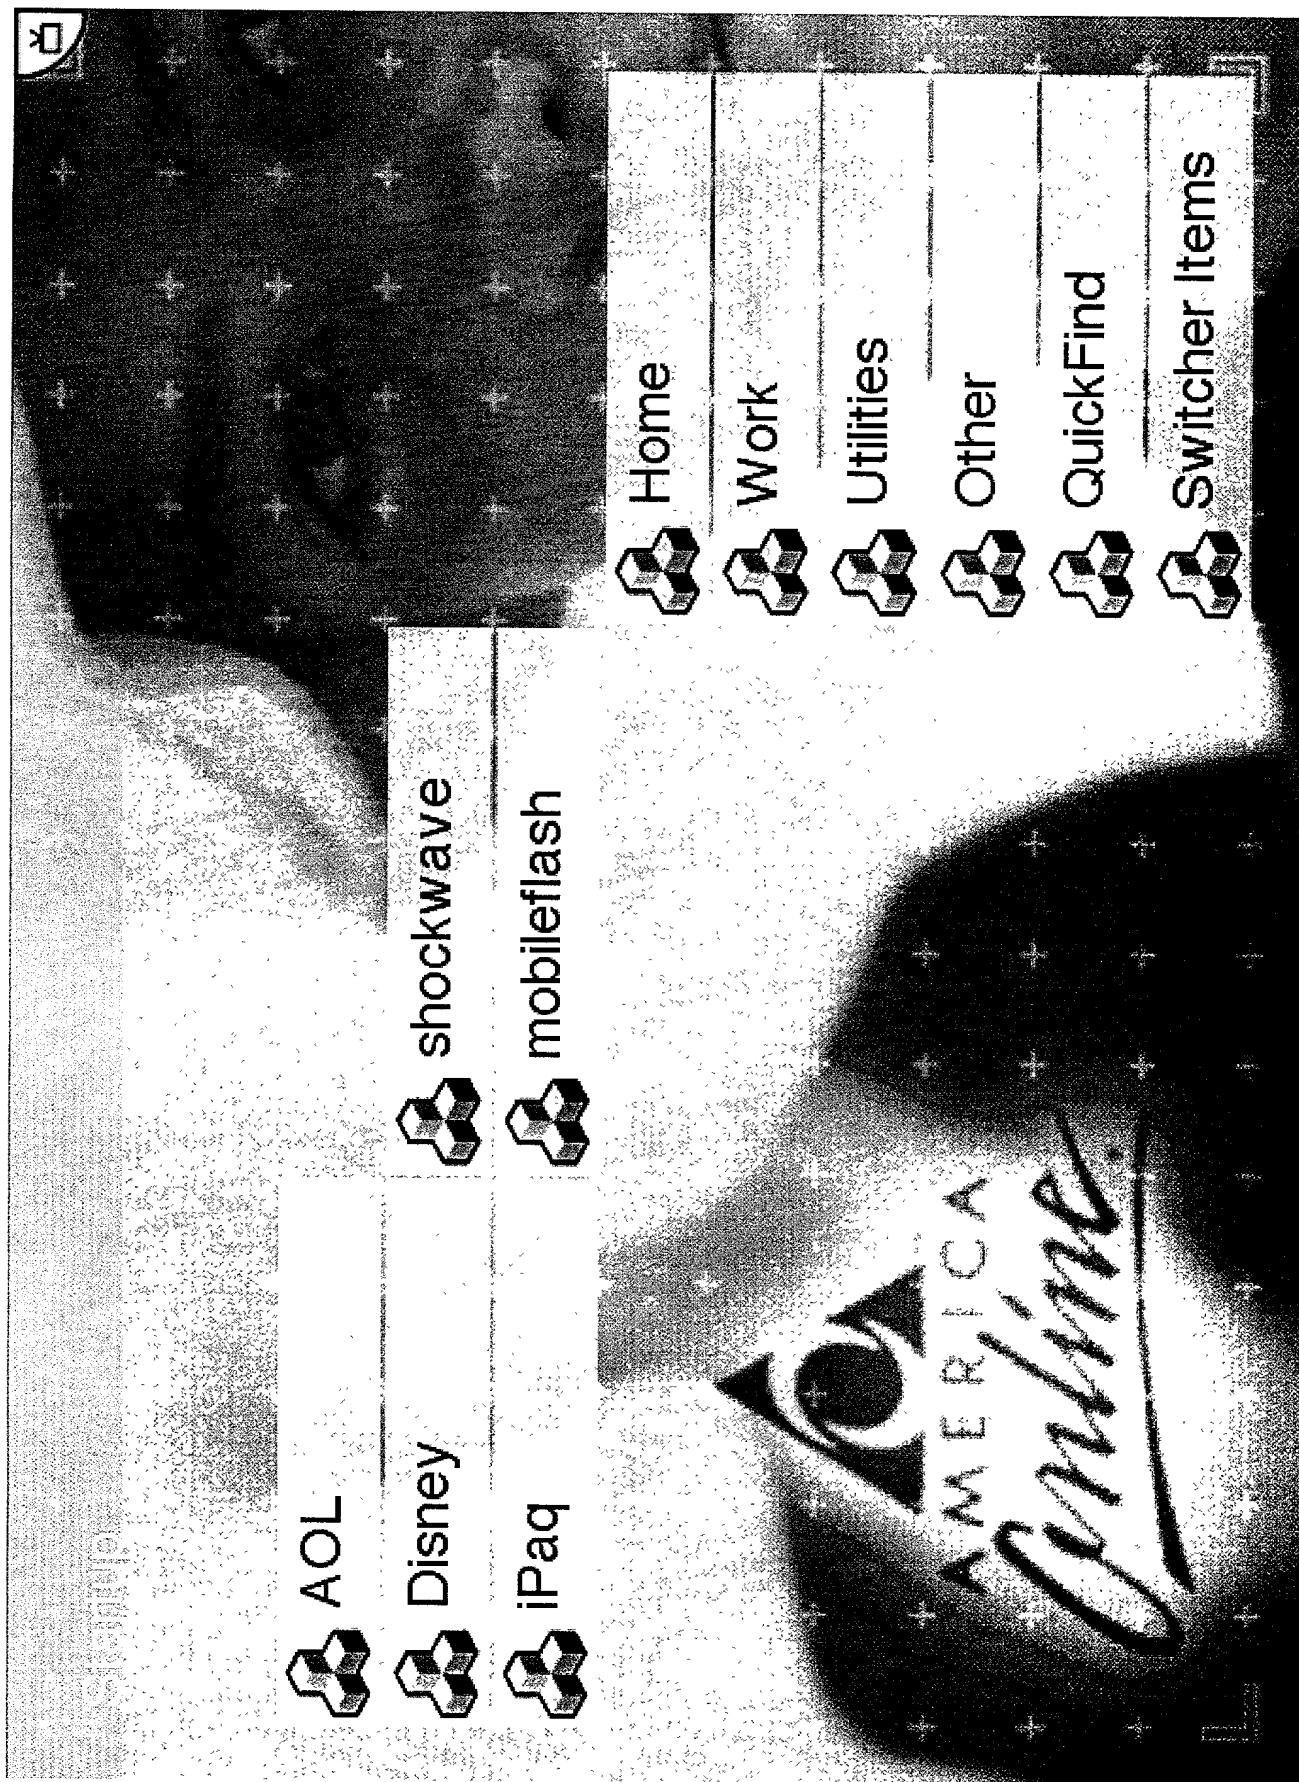 AOL
Disney
iPaq
shockwave
mobileflash
Home
Work
Utilities
Other
QuickFind
Switcher Items
AMERICA
Online.